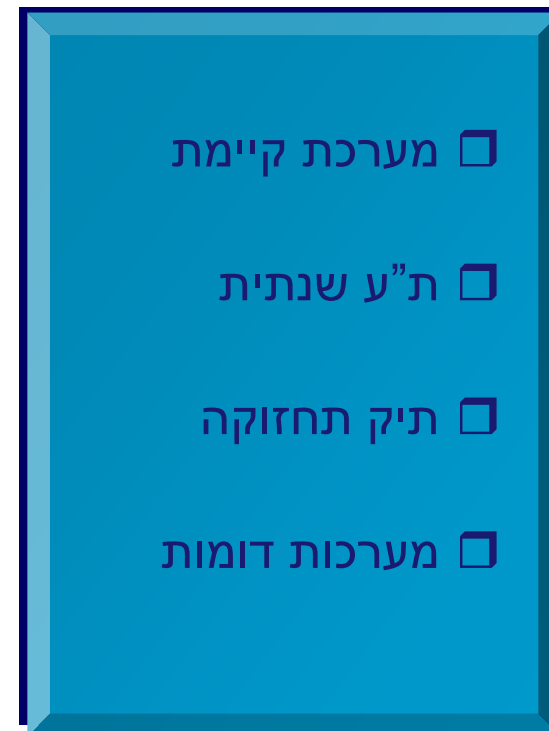 ❒ מערכת קיימת
❒ ת”ע שנתית
❒ תיק תחזוקה
❒ מערכות דומות